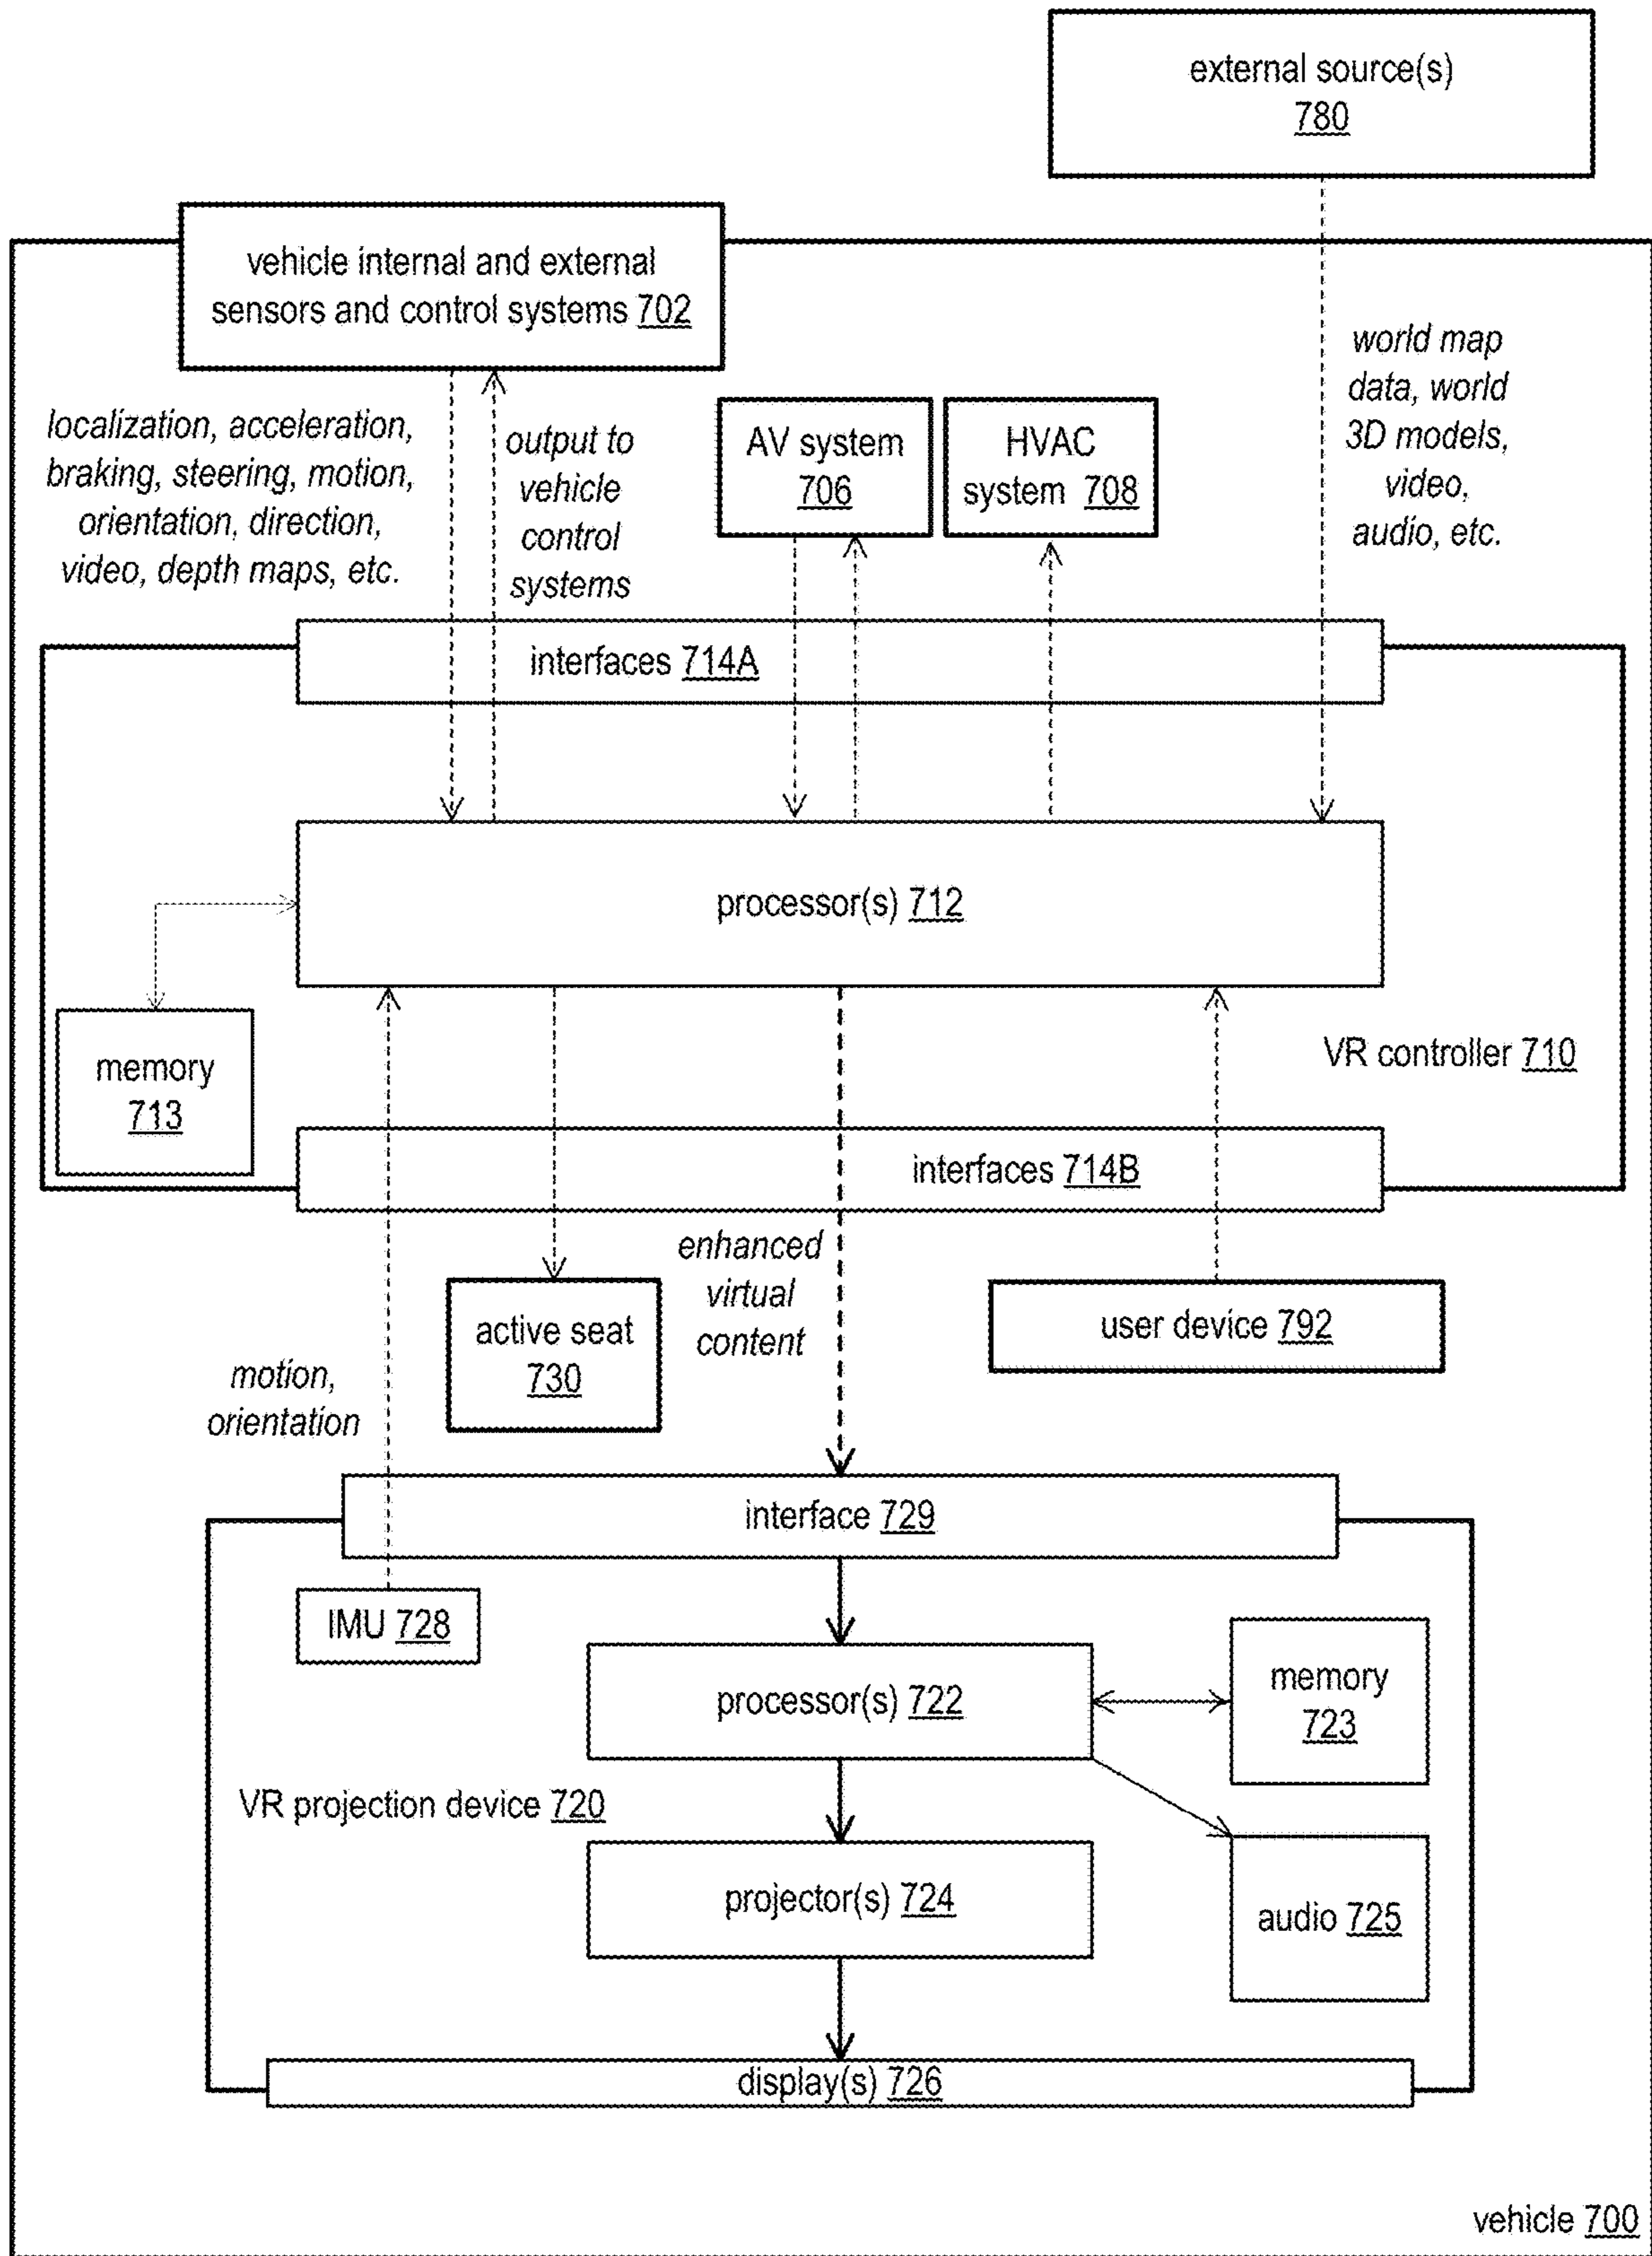 external source(s)
780
vehicle internal and external
sensors and control systems 702
world map
data, world
3D models,
video,
audio, etc.
localization, acceleration,
braking, steering, motion,
orientation, direction,
video, depth maps, etc.
output to
vehicle
control
systems
AV system
706
HVAC
system 708
interfaces 714A
processor(s) 712
memory
713
VR controller 710
interfaces 714B
enhanced
virtual
content
active seat
730
user device 792
motion,
orientation
interface 729
IMU 728
processor(s) 722
memory
723
VR projection device 720
projector(s) 724
audio 725
display(s) 726
vehicle 700